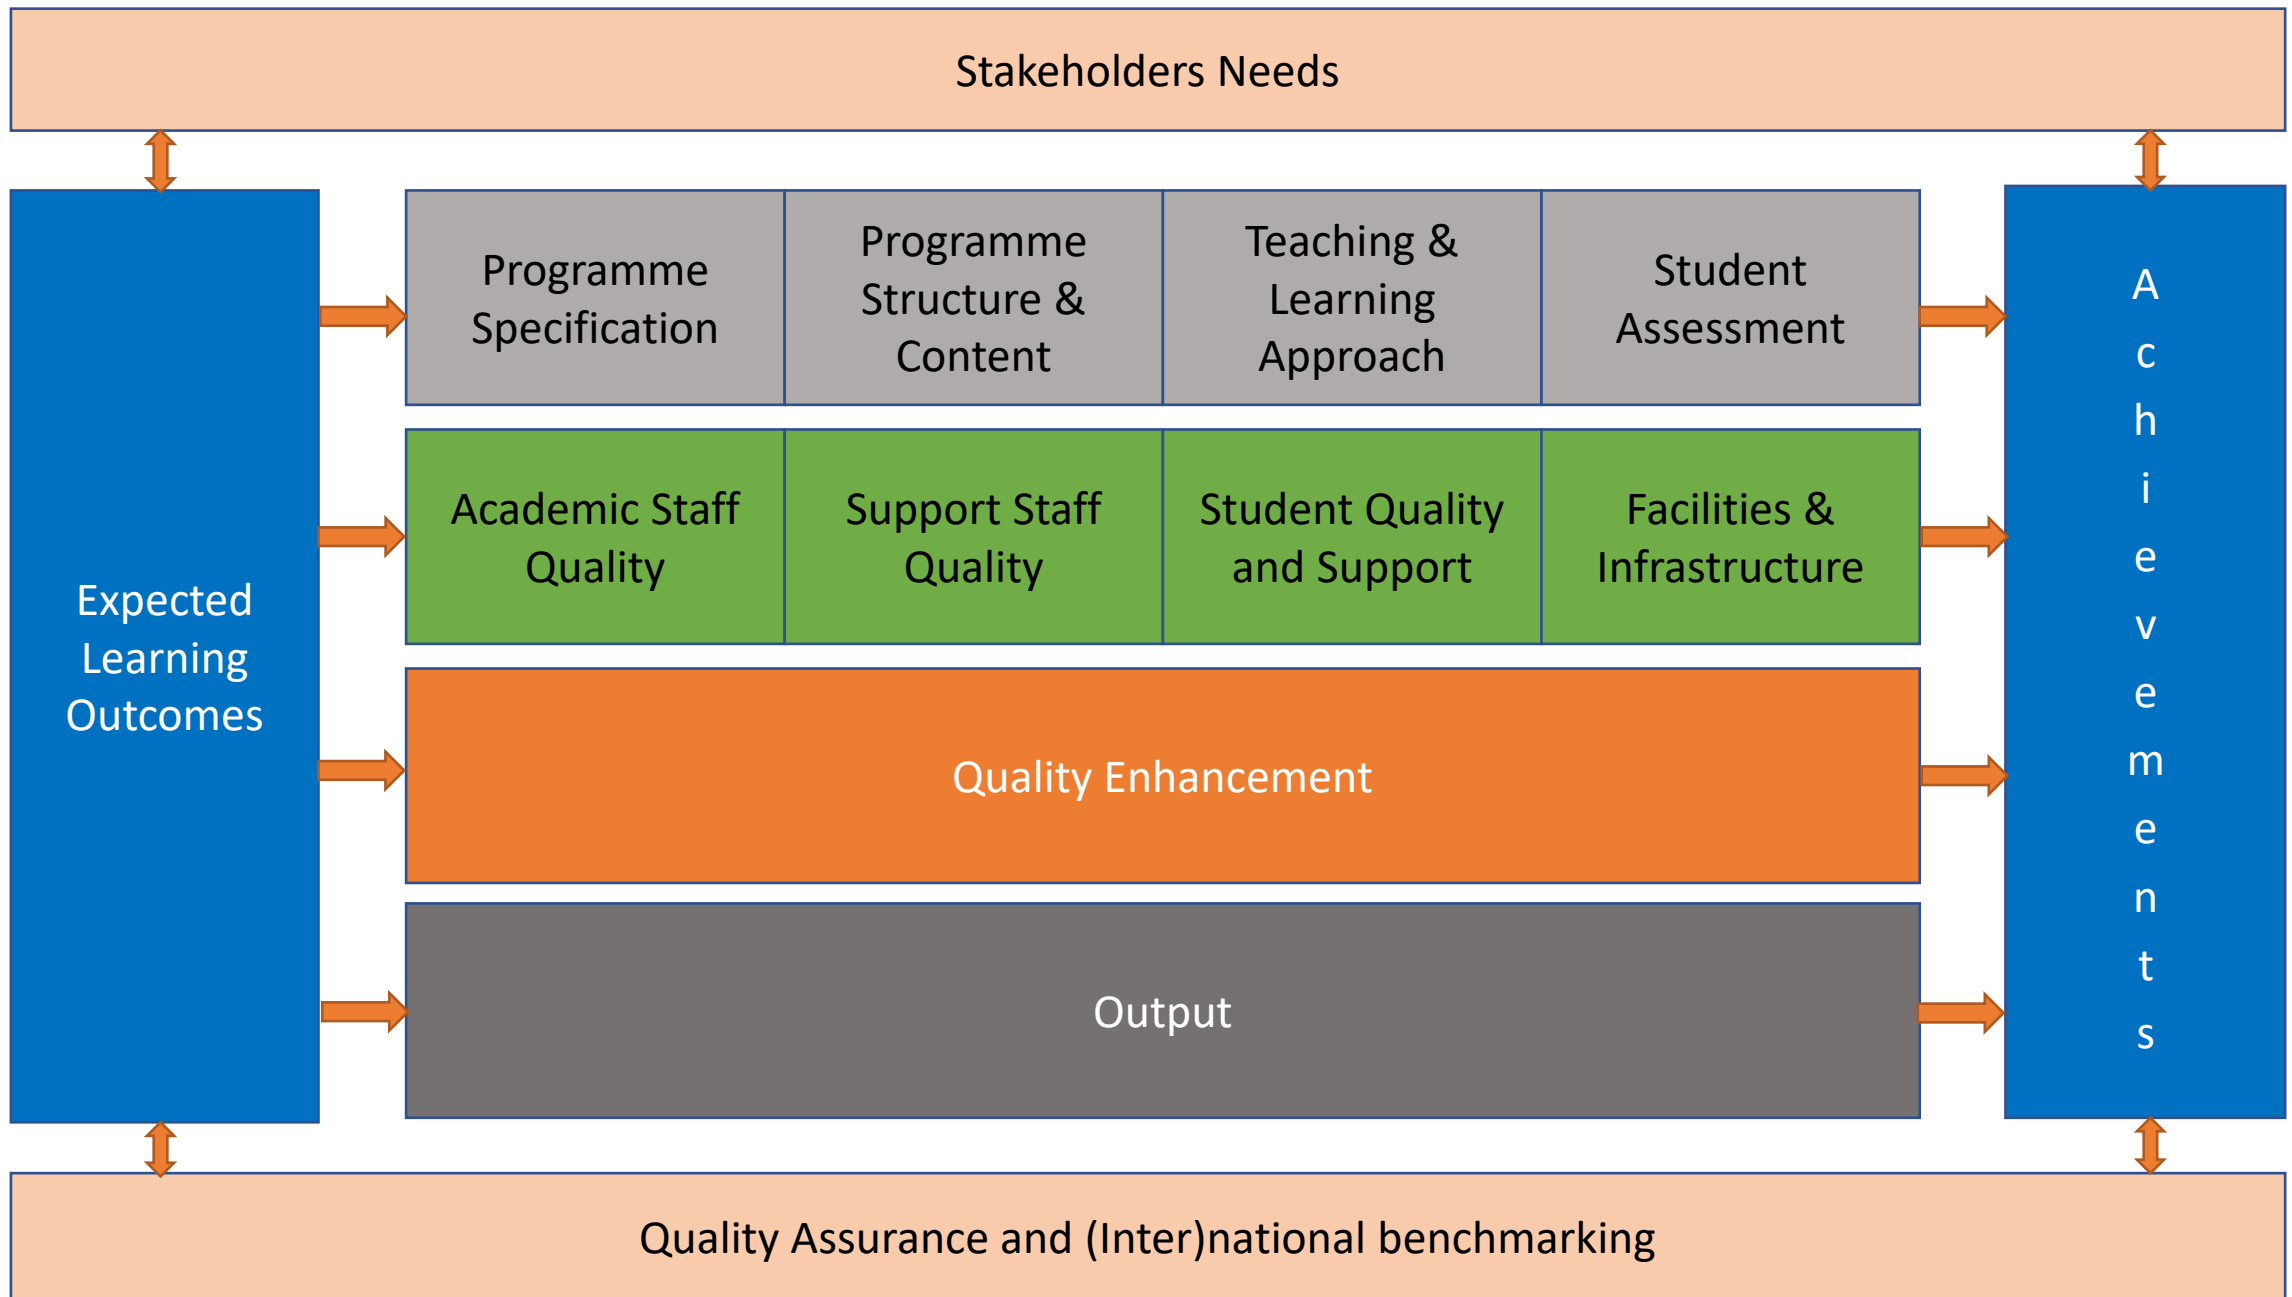 Stakeholders Needs
Expected
Learning
Outcomes
Programme
Specification
Programme
Structure &
Content
Teaching &
Learning
Approach
Student
Assessment
Academic Staff
Quality
Support Staff
Quality
Student Quality
and Support
Facilities &
Infrastructure
Quality Enhancement
Output
A
c
h
i
e
v
e
m
e
n
t
s
Quality Assurance and (Inter)national benchmarking